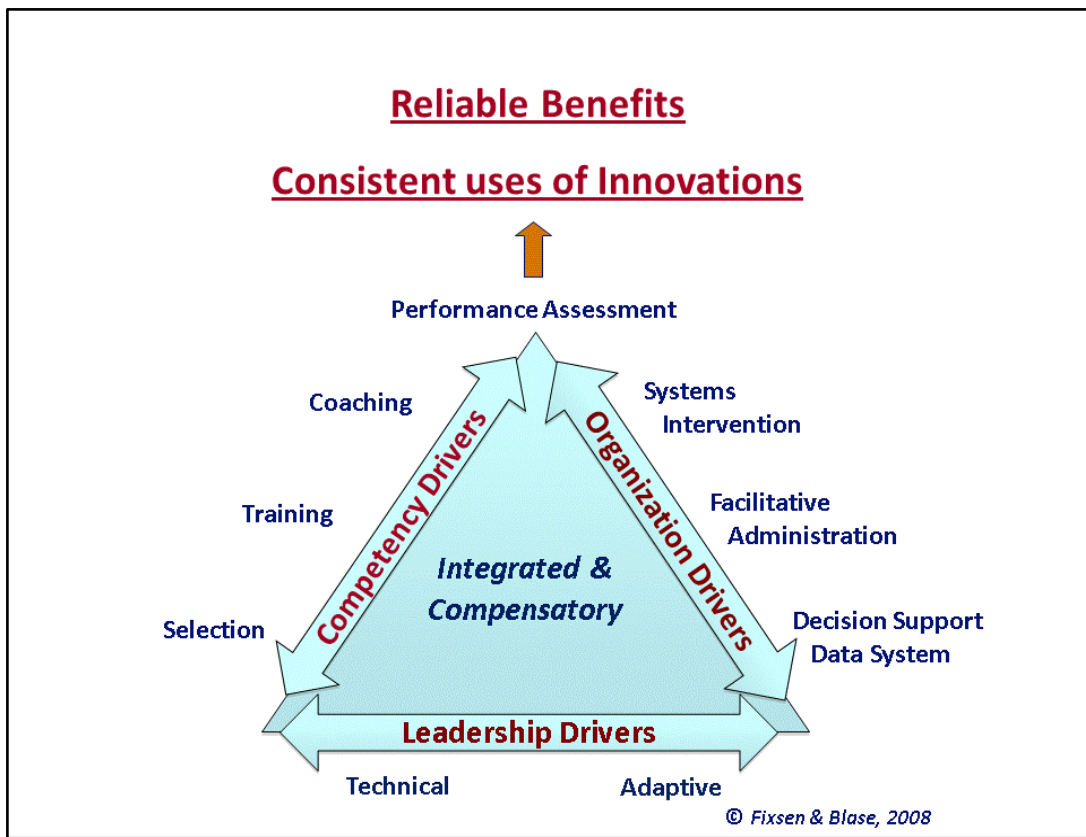 Reliable Benefits
Consistent uses of Innovations
Performance Assessment
Coaching
Training
Selection
Competency Drivers
Integrated &
Compensatory
Organization Drivers
Systems
Intervention
Facilitative
Administration
Decision Support
Data System
Leadership Drivers
Technical
Adaptive
© Fixsen & Blase, 2008